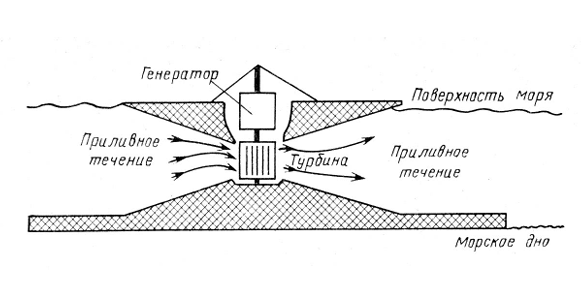 Генератор
Поверхность моря
Приливное
течение
Турбина
Приливное
течение
Морское дно